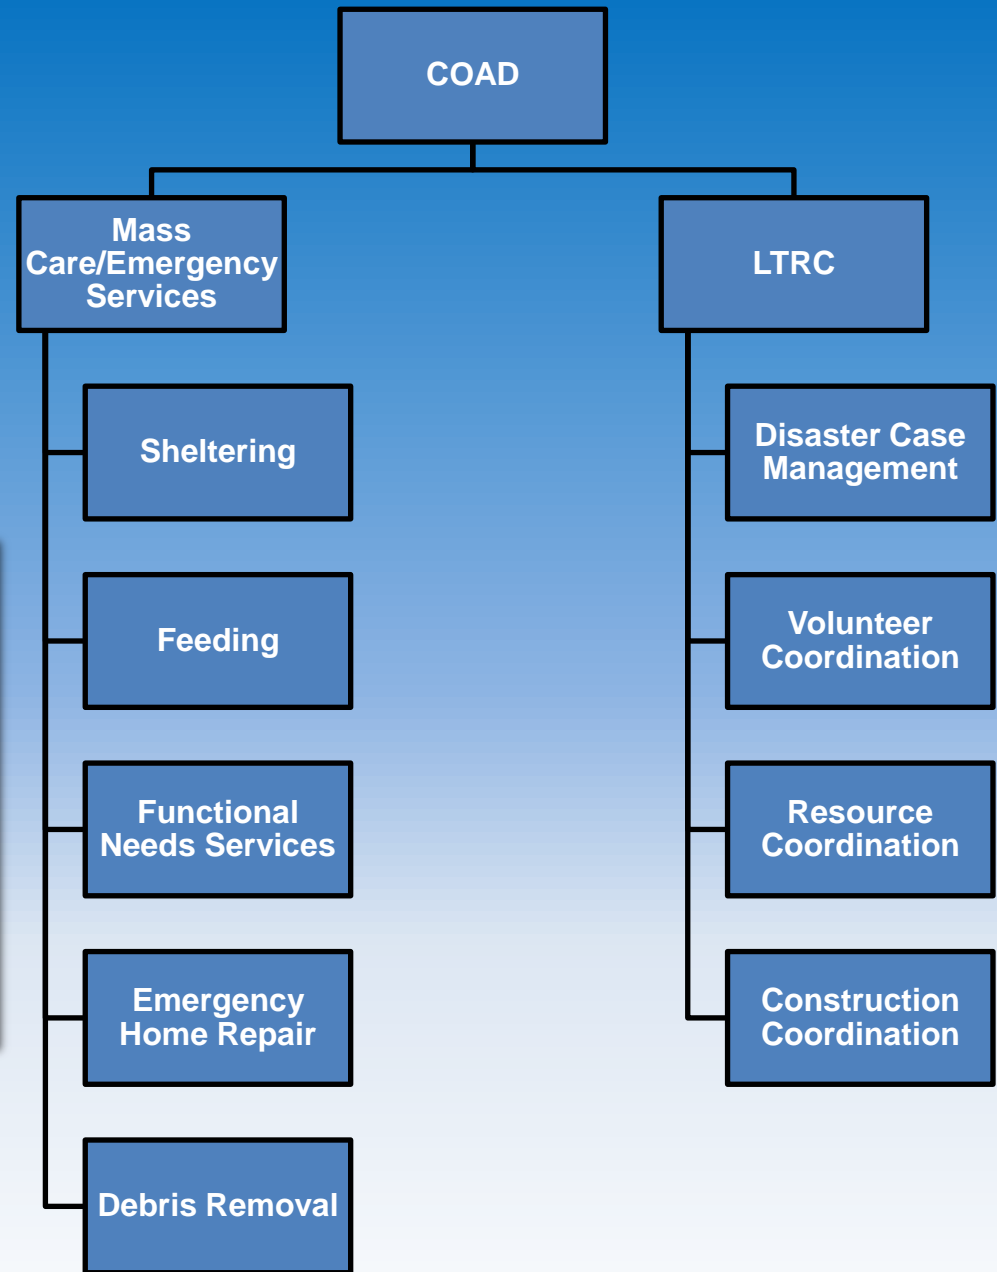 COAD
Mass
Care/Emergency
Services
Sheltering
Feeding
Functional
Needs Services
Emergency
Home Repair
Debris Removal
LTRC
Disaster Case
Management
Volunteer
Coordination
Resource
Coordination
Construction
Coordination